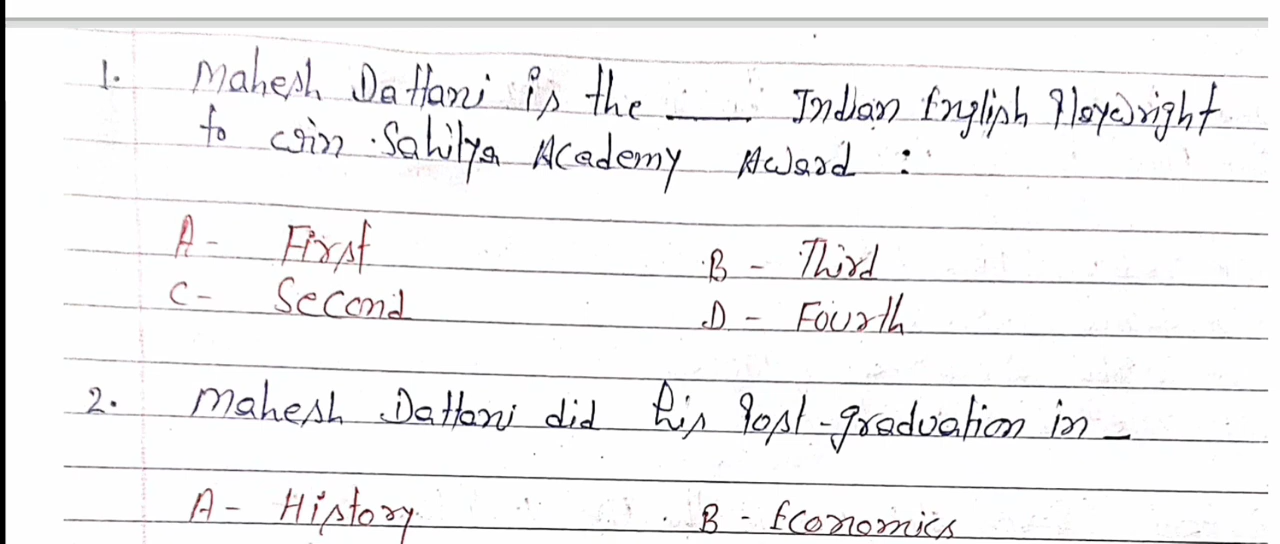 1. Mahesh Dattani is the ___ Indian English Playwright
to win Sahitya Academy Award :
A - First B - Third
C - Second D - Fourth
2. Mahesh Dattani did his Post-graduation in _
A - History B - Economics